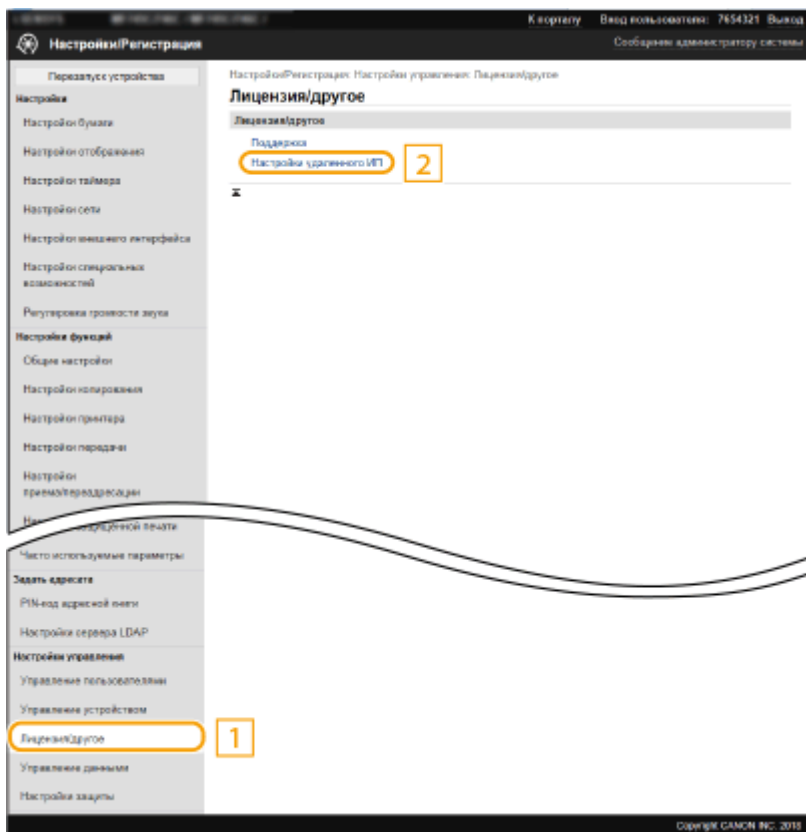 К порталу Вход пользователя: 7654321 Выход
Настройки/Регистрация
Сообщение администратору системы
Перезапуск устройства
Настройки
Настройки бумаги
Настройки отображения
Настройки таймера
Настройки сети
Настройки внешнего интерфейса
Настройки специальных
возможностей
Регулировка громкости звука
Настройки функций
Общие настройки
Настройки копирования
Настройки принтера
Настройки передачи
Настройки
приема/переадресации
защищённой печати
Часто используемые параметры
Задать адресата
PIN-код адресной книги
Настройки сервера LDAP
Настройки управления
Управление пользователями
Управление устройством
Лицензия/другое
1
Управление данными
Настройки защиты
Настройки/Регистрация: Настройки управления: Лицензия/другое
Лицензия/другое
Лицензия/другое
Поддержка
Настройки удаленного ИП
2
Copyright CANON INC. 2018